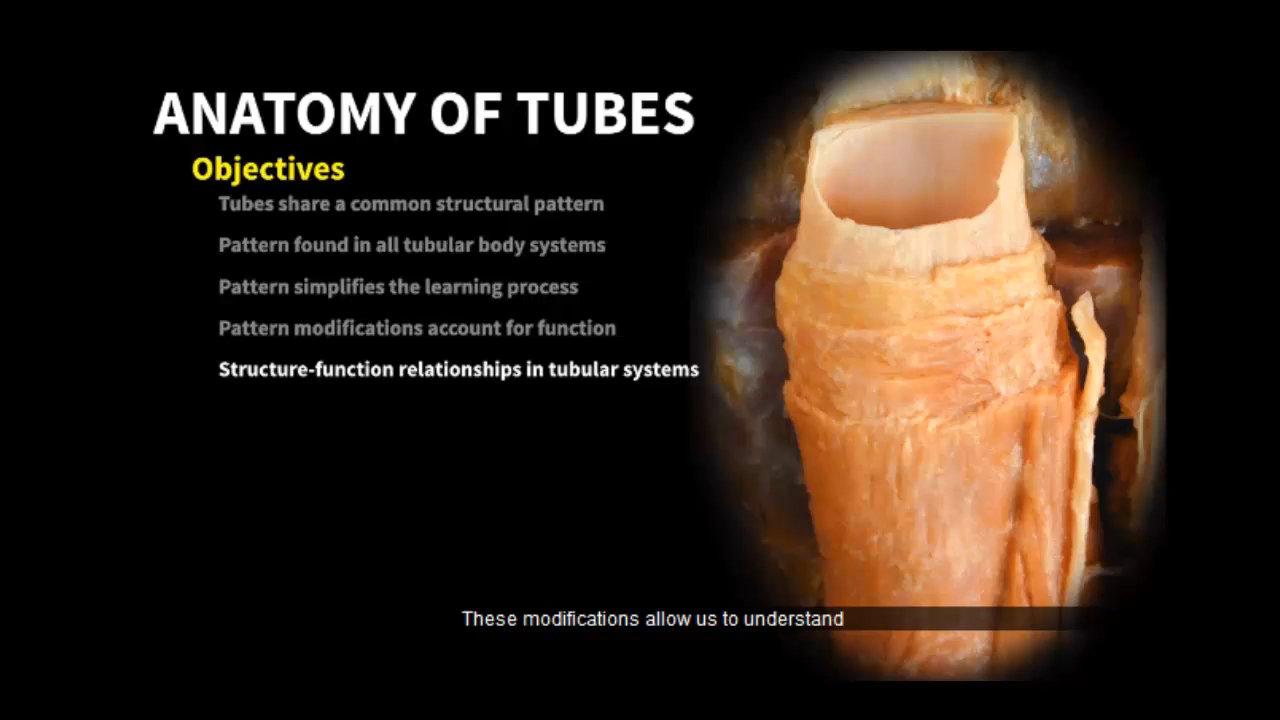 ANATOMY OF TUBES
Objectives
Tubes share a common structural pattern
Pattern found in all tubular body systems
Pattern simplifies the learning process
Pattern modifications account for function
Structure-function relationships in tubular systems
These modifications allow us to understand